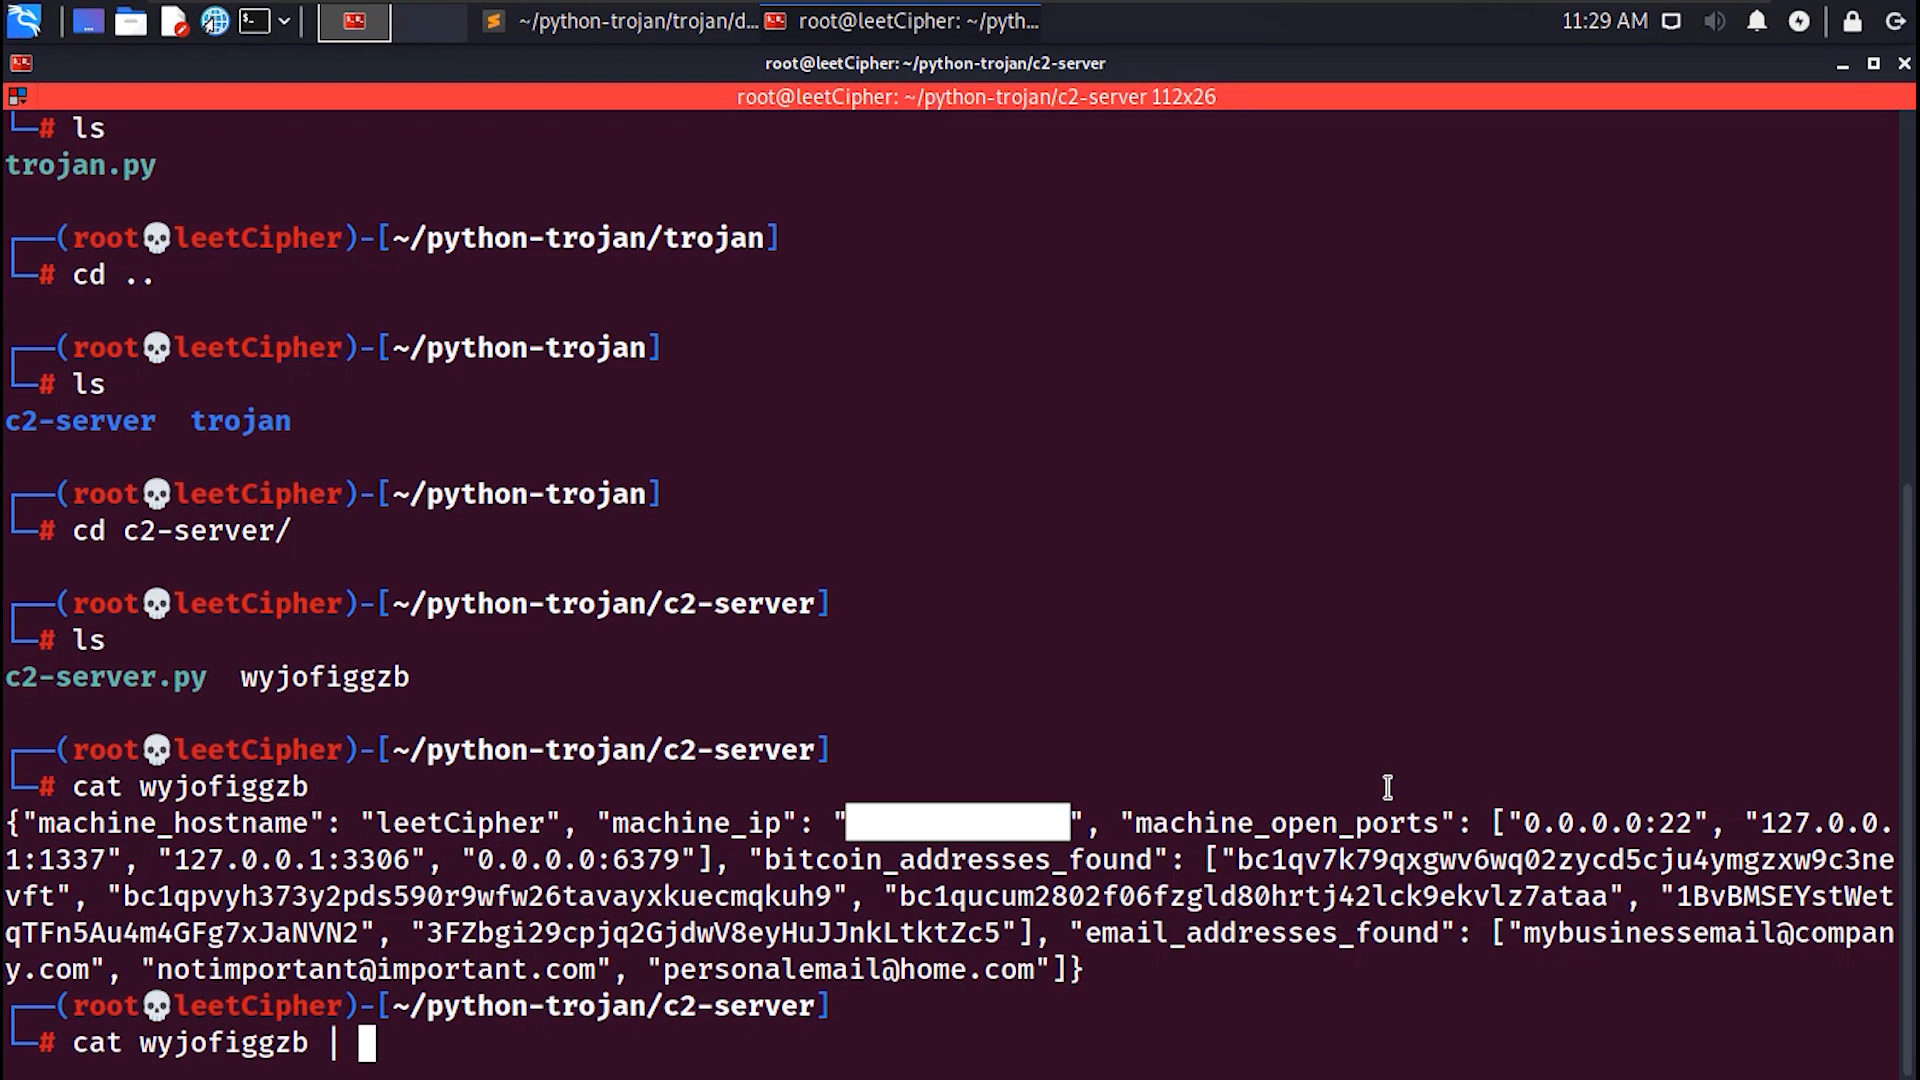 ~/python-trojan/trojan/d...
root@leetCipher: ~/pyth...
11:29 AM
root@leetCipher: ~/python-trojan/c2-server
root@leetCipher: ~/python-trojan/c2-server 112x26
└─# ls
trojan.py
┌──(root💀leetCipher)-[~/python-trojan/trojan]
└─# cd ..
┌──(root💀leetCipher)-[~/python-trojan]
└─# ls
c2-server  trojan
┌──(root💀leetCipher)-[~/python-trojan]
└─# cd c2-server/
┌──(root💀leetCipher)-[~/python-trojan/c2-server]
└─# ls
c2-server.py  wyjofiggzb
┌──(root💀leetCipher)-[~/python-trojan/c2-server]
└─# cat wyjofiggzb
{"machine_hostname": "leetCipher", "machine_ip": "", "machine_open_ports": ["0.0.0.0:22", "127.0.0.
1:1337", "127.0.0.1:3306", "0.0.0.0:6379"], "bitcoin_addresses_found": ["bc1qv7k79qxgwv6wq02zycd5cju4ymgzxw9c3ne
vft", "bc1qpvyh373y2pds590r9wfw26tavayxkuecmqkuh9", "bc1qucum2802f06fzgld80hrtj42lck9ekvlz7ataa", "1BvBMSEYstWet
qTFn5Au4m4GFg7xJaNVN2", "3FZbgi29cpjq2GjdwV8eyHuJJnkLtktZc5"], "email_addresses_found": ["mybusinessemail@compan
y.com", "notimportant@important.com", "personalemail@home.com"]}
┌──(root💀leetCipher)-[~/python-trojan/c2-server]
└─# cat wyjofiggzb |